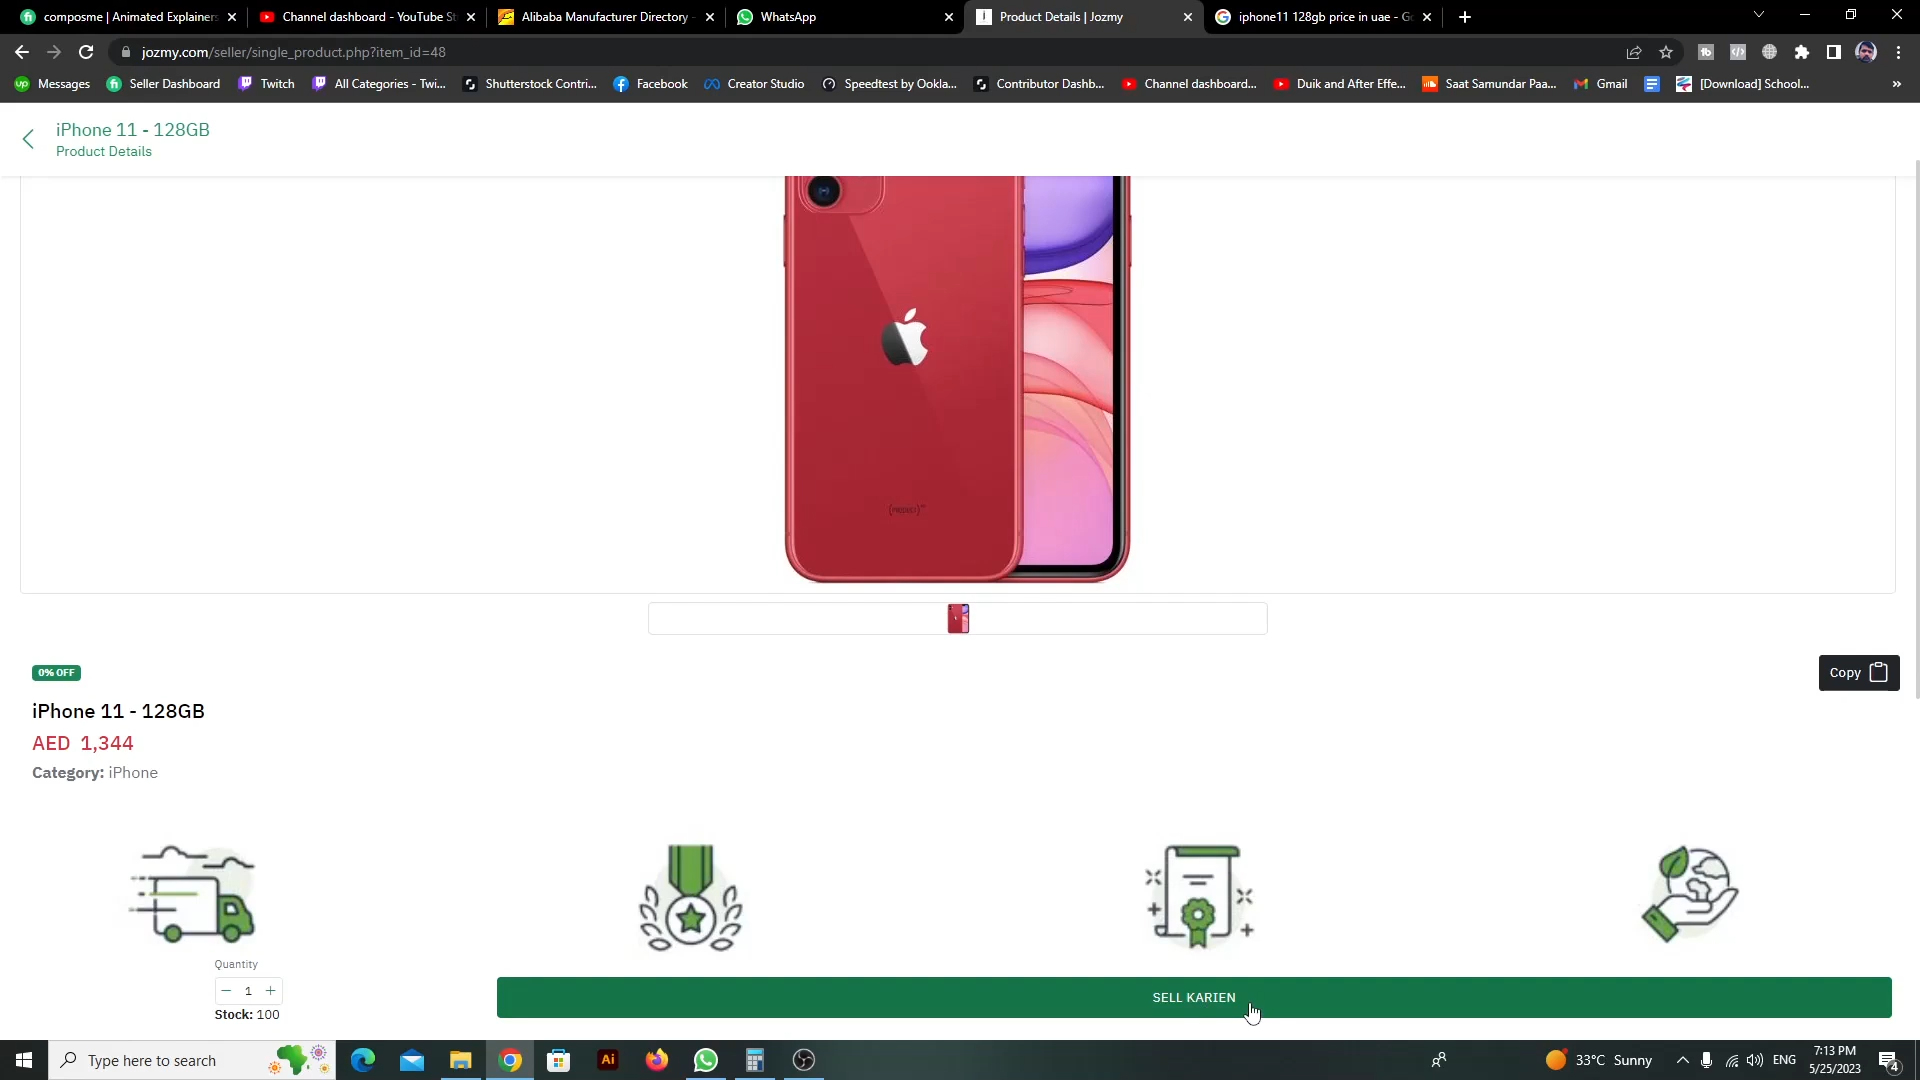 composme | Animated Explainers
Channel dashboard - YouTube St
Alibaba Manufacturer Directory -
WhatsApp
Product Details | Jozmy
iphone11 128gb price in uae - Go
jozmy.com/seller/single_product.php?item_id=48
Messages
Seller Dashboard
Twitch
All Categories - Twi...
Shutterstock Contri...
Facebook
Creator Studio
Speedtest by Ookla...
Contributor Dashb...
Channel dashboard...
Duik and After Effe...
Saat Samundar Paa...
Gmail
[Download] School...
»
iPhone 11 - 128GB
Product Details
0% OFF
Copy
iPhone 11 - 128GB
AED 1,344
Category: iPhone
Quantity
− 1 +
Stock: 100
SELL KARIEN
Type here to search
Ai
33°C Sunny
ENG
7:13 PM
5/25/2023
4